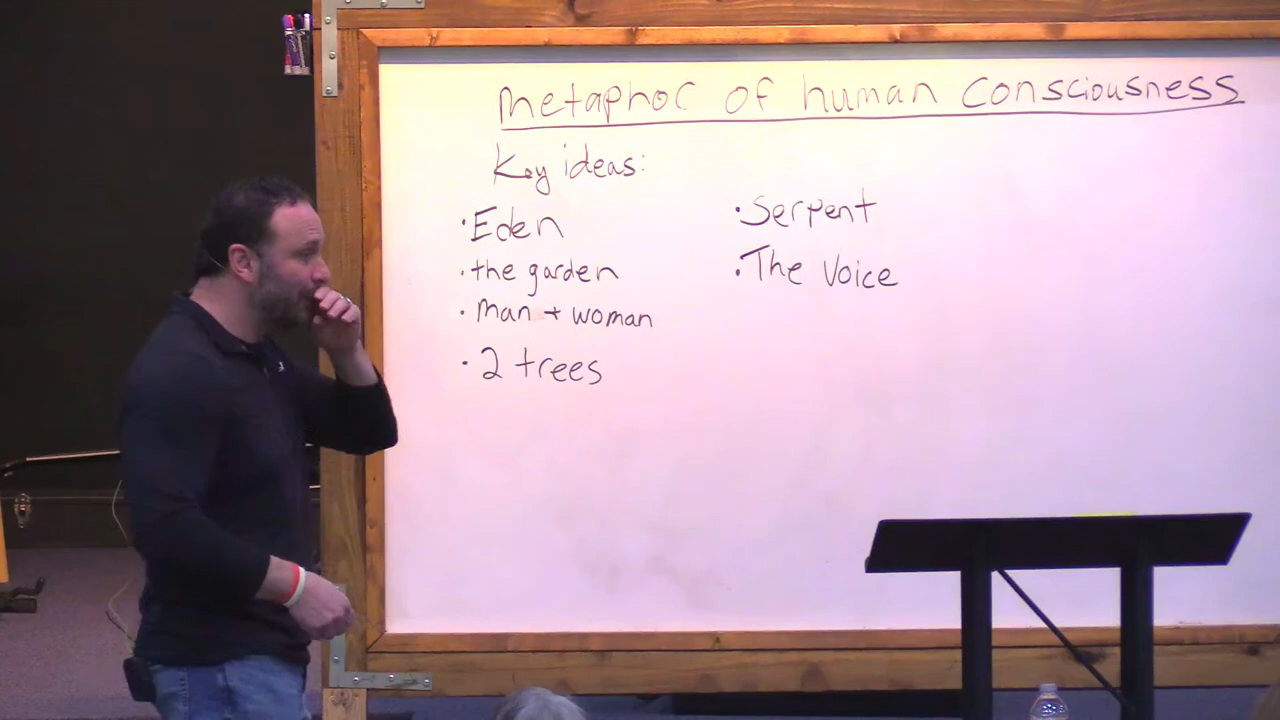 metaphor of human consciousness
Key ideas:
• Eden
• the garden
• man + woman
• 2 trees
• Serpent
• The Voice